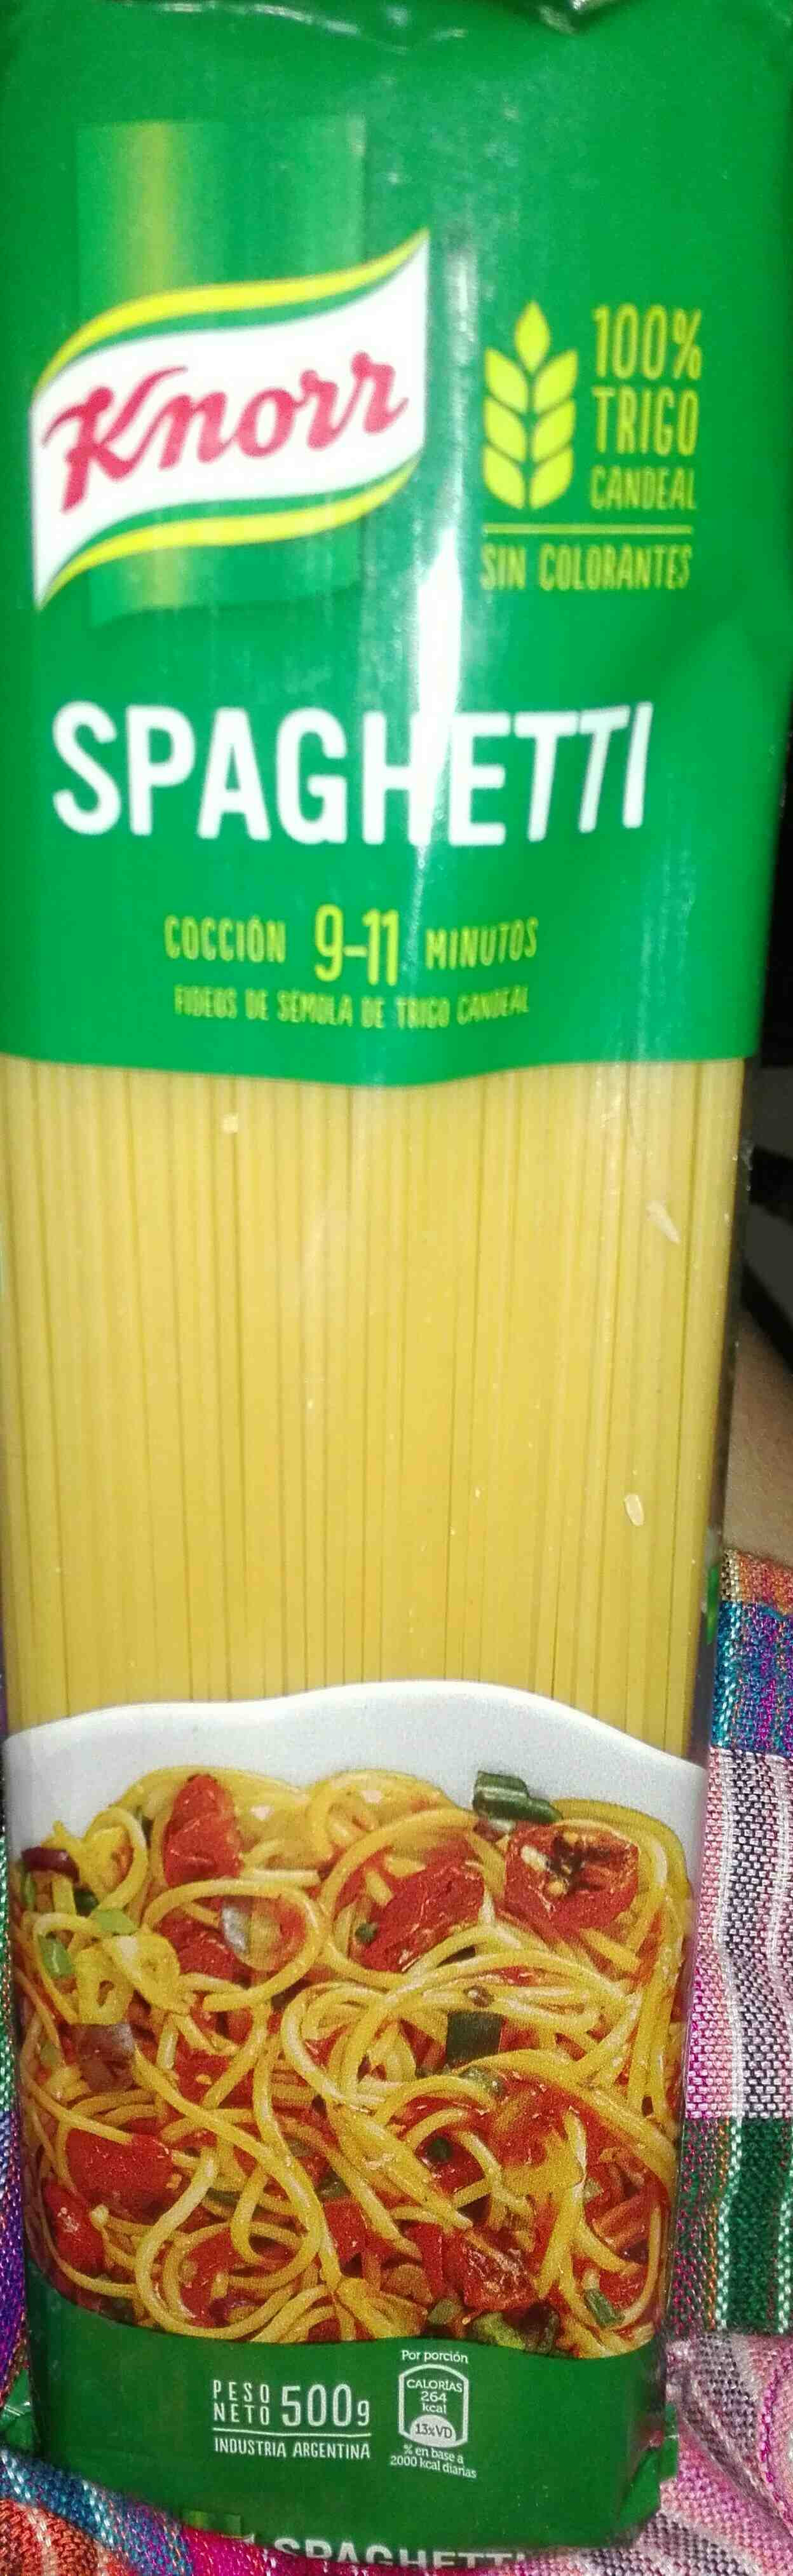 Knorr
100%
TRIGO
CANDEAL
SIN COLORANTES
SPAGHETTI
COCCIÓN 9-11 MINUTOS
FIDEOS DE SÉMOLA DE TRIGO CANDEAL
PESO NETO 500g
INDUSTRIA ARGENTINA
Por porción
CALORÍAS
264
kcal
13%VD
% en base a
2000 kcal diarias
SPAGHETTI